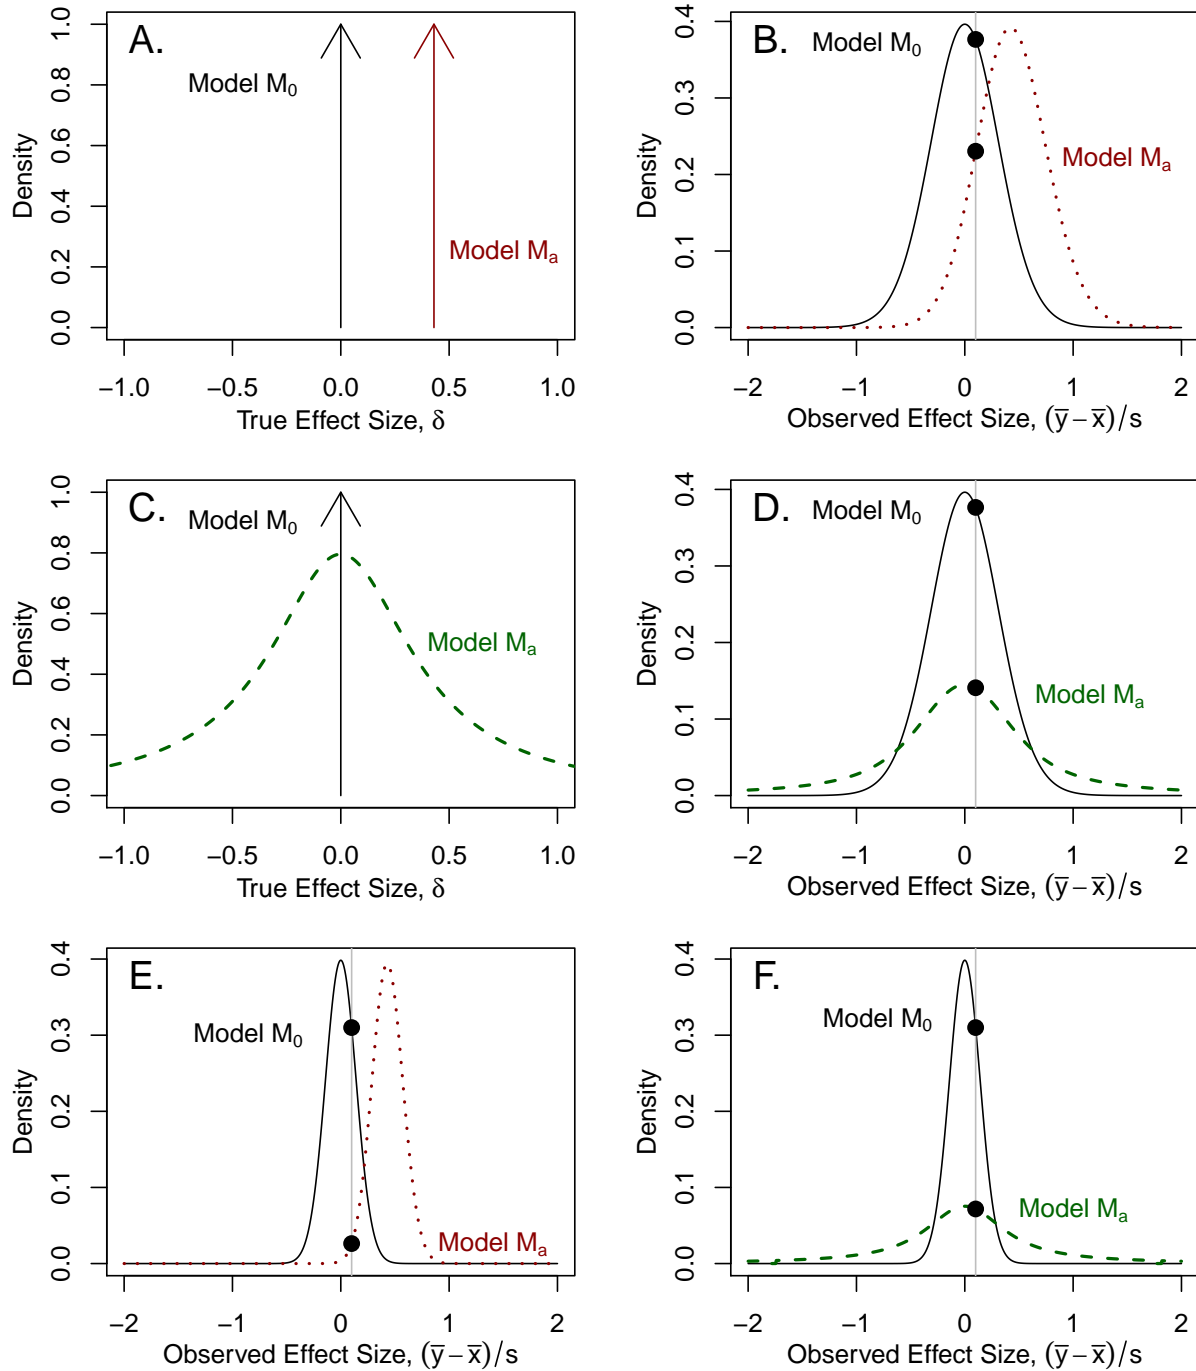 A.
Model M0
Model Ma
Density
0.0 0.2 0.4 0.6 0.8 1.0
−1.0 −0.5 0.0 0.5 1.0
True Effect Size, δ
B.
Model M0
Model Ma
Density
0.0 0.1 0.2 0.3 0.4
−2 −1 0 1 2
Observed Effect Size, (y̅ − x̅)/s
C.
Model M0
Model Ma
Density
0.0 0.2 0.4 0.6 0.8 1.0
−1.0 −0.5 0.0 0.5 1.0
True Effect Size, δ
D.
Model M0
Model Ma
Density
0.0 0.1 0.2 0.3 0.4
−2 −1 0 1 2
Observed Effect Size, (y̅ − x̅)/s
E.
Model M0
Model Ma
Density
0.0 0.1 0.2 0.3 0.4
−2 −1 0 1 2
Observed Effect Size, (y̅ − x̅)/s
F.
Model M0
Model Ma
Density
0.0 0.1 0.2 0.3 0.4
−2 −1 0 1 2
Observed Effect Size, (y̅ − x̅)/s